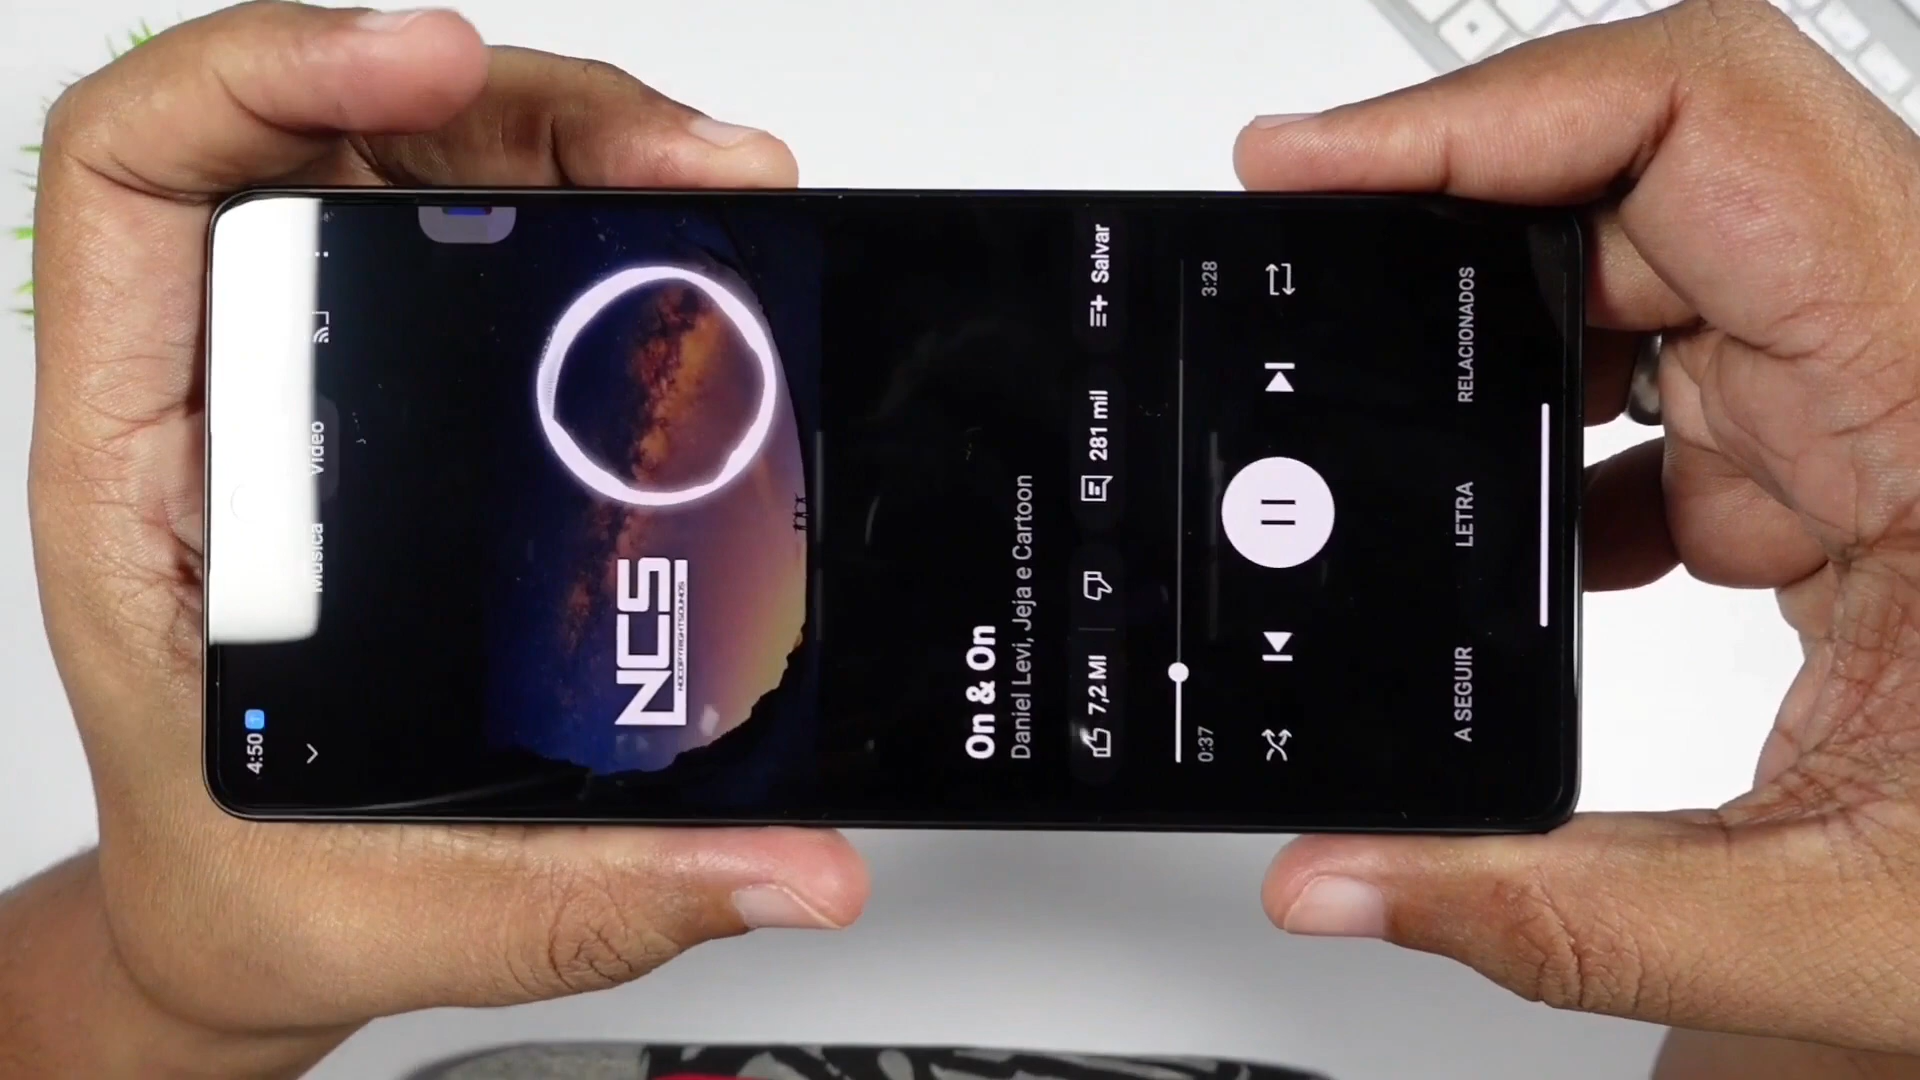 4:50
Música Vídeo
NCS
NOCOPYRIGHTSOUNDS
On & On
Daniel Levi, Jeja e Cartoon
7,2 MI 281 mil Salvar
0:37 3:28
A SEGUIR LETRA RELACIONADOS